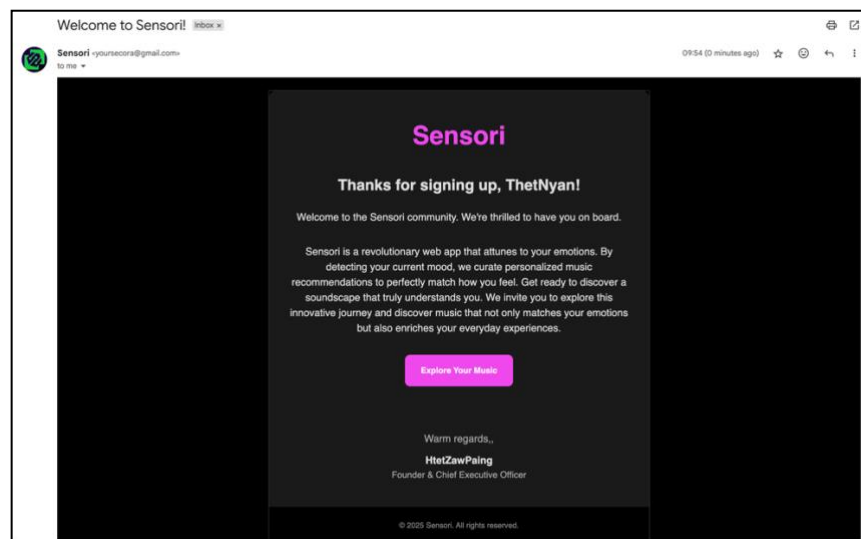 Welcome to Sensori! Inbox x
Sensori <yoursecora@gmail.com>
09:54 (0 minutes ago)
to me
Sensori
Thanks for signing up, ThetNyan!
Welcome to the Sensori community. We're thrilled to have you on board.
Sensori is a revolutionary web app that attunes to your emotions. By
detecting your current mood, we curate personalized music
recommendations to perfectly match how you feel. Get ready to discover a
soundscape that truly understands you. We invite you to explore this
innovative journey and discover music that not only matches your emotions
but also enriches your everyday experiences.
Explore Your Music
Warm regards,,
HtetZawPaing
Founder & Chief Executive Officer
© 2025 Sensori. All rights reserved.